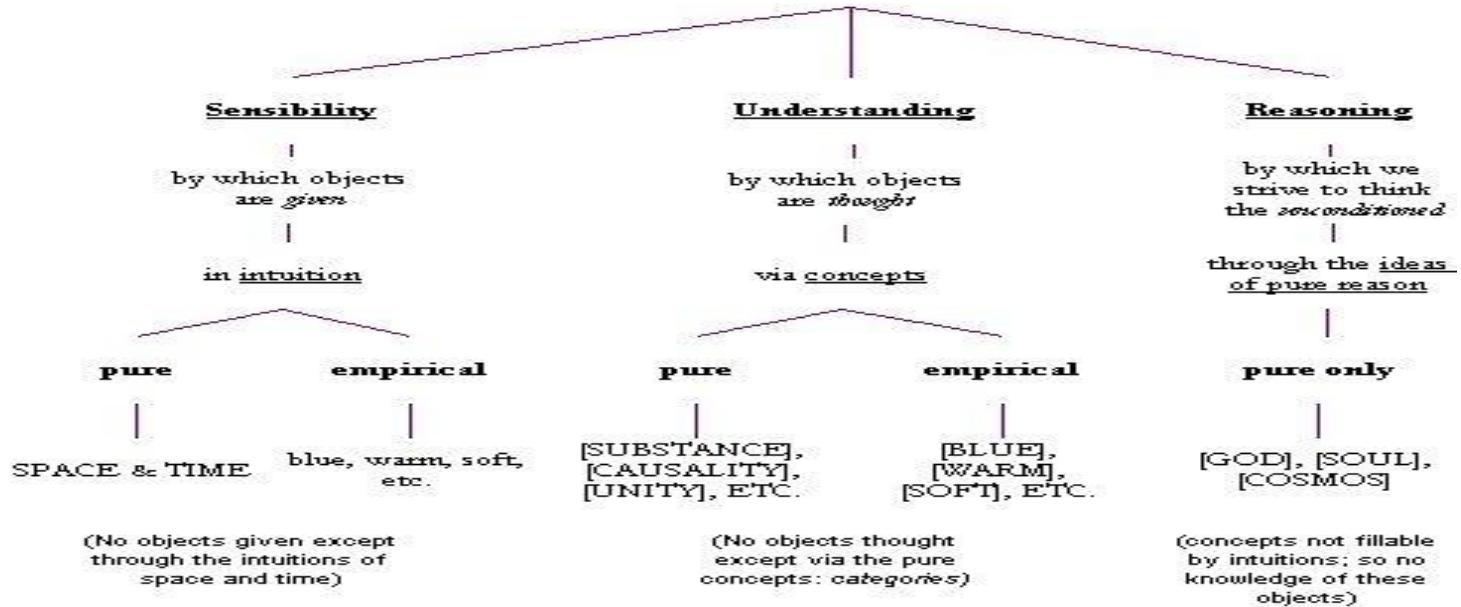 Sensibility
by which objects
are given
in intuition
pure
SPACE & TIME
empirical
blue, warm, soft,
etc.
(No objects given except
through the intuitions of
space and time)
Understanding
by which objects
are thought
via concepts
pure
[SUBSTANCE],
[CAUSALITY],
[UNITY], ETC.
empirical
[BLUE],
[WARM],
[SOFT], ETC.
(No objects thought
except via the pure
concepts: categories)
Reasoning
by which we
strive to think
the unconditioned
through the ideas
of pure reason
pure only
[GOD], [SOUL],
[COSMOS]
(concepts not fillable
by intuitions; so no
knowledge of these
objects)